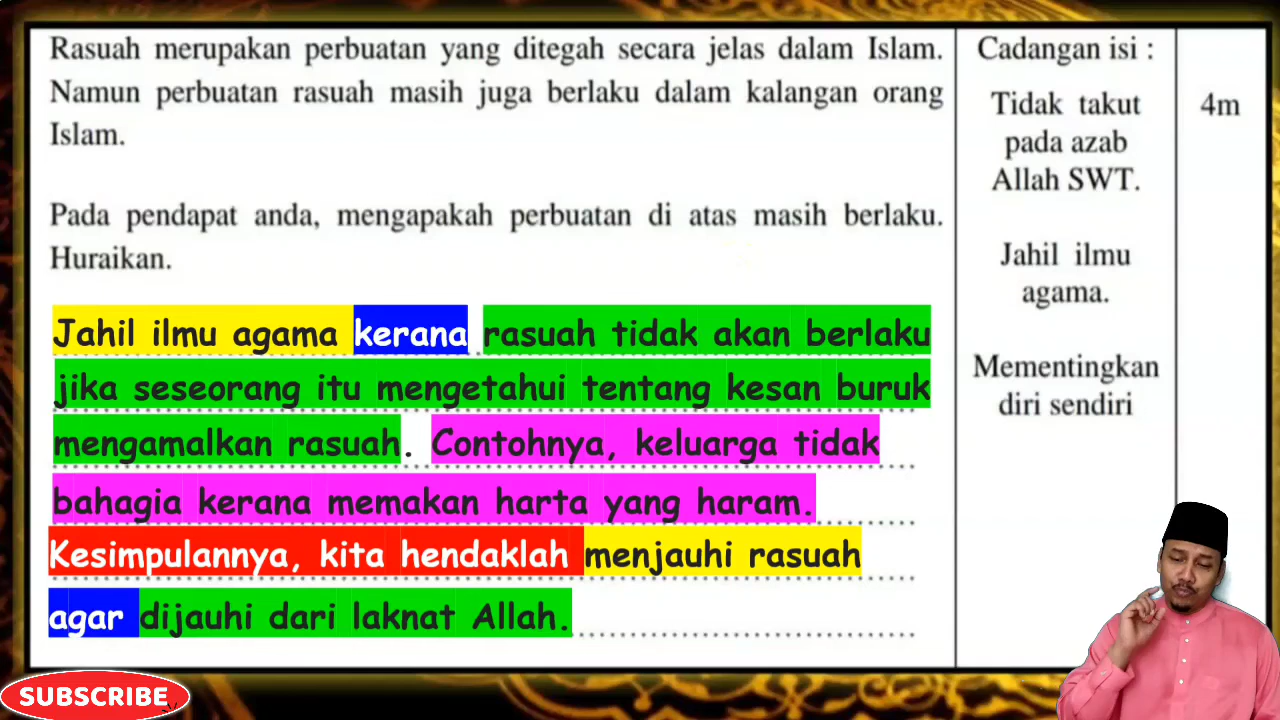 Rasuah merupakan perbuatan yang ditegah secara jelas dalam Islam.
Namun perbuatan rasuah masih juga berlaku dalam kalangan orang
Islam.
Pada pendapat anda, mengapakah perbuatan di atas masih berlaku.
Huraikan.
Jahil ilmu agama kerana rasuah tidak akan berlaku
jika seseorang itu mengetahui tentang kesan buruk
mengamalkan rasuah. Contohnya, keluarga tidak
bahagia kerana memakan harta yang haram.
Kesimpulannya, kita hendaklah menjauhi rasuah
agar dijauhi dari laknat Allah.
Cadangan isi :
Tidak takut
pada azab
Allah SWT.
Jahil ilmu
agama.
Mementingkan
diri sendiri
4m
SUBSCRIBE